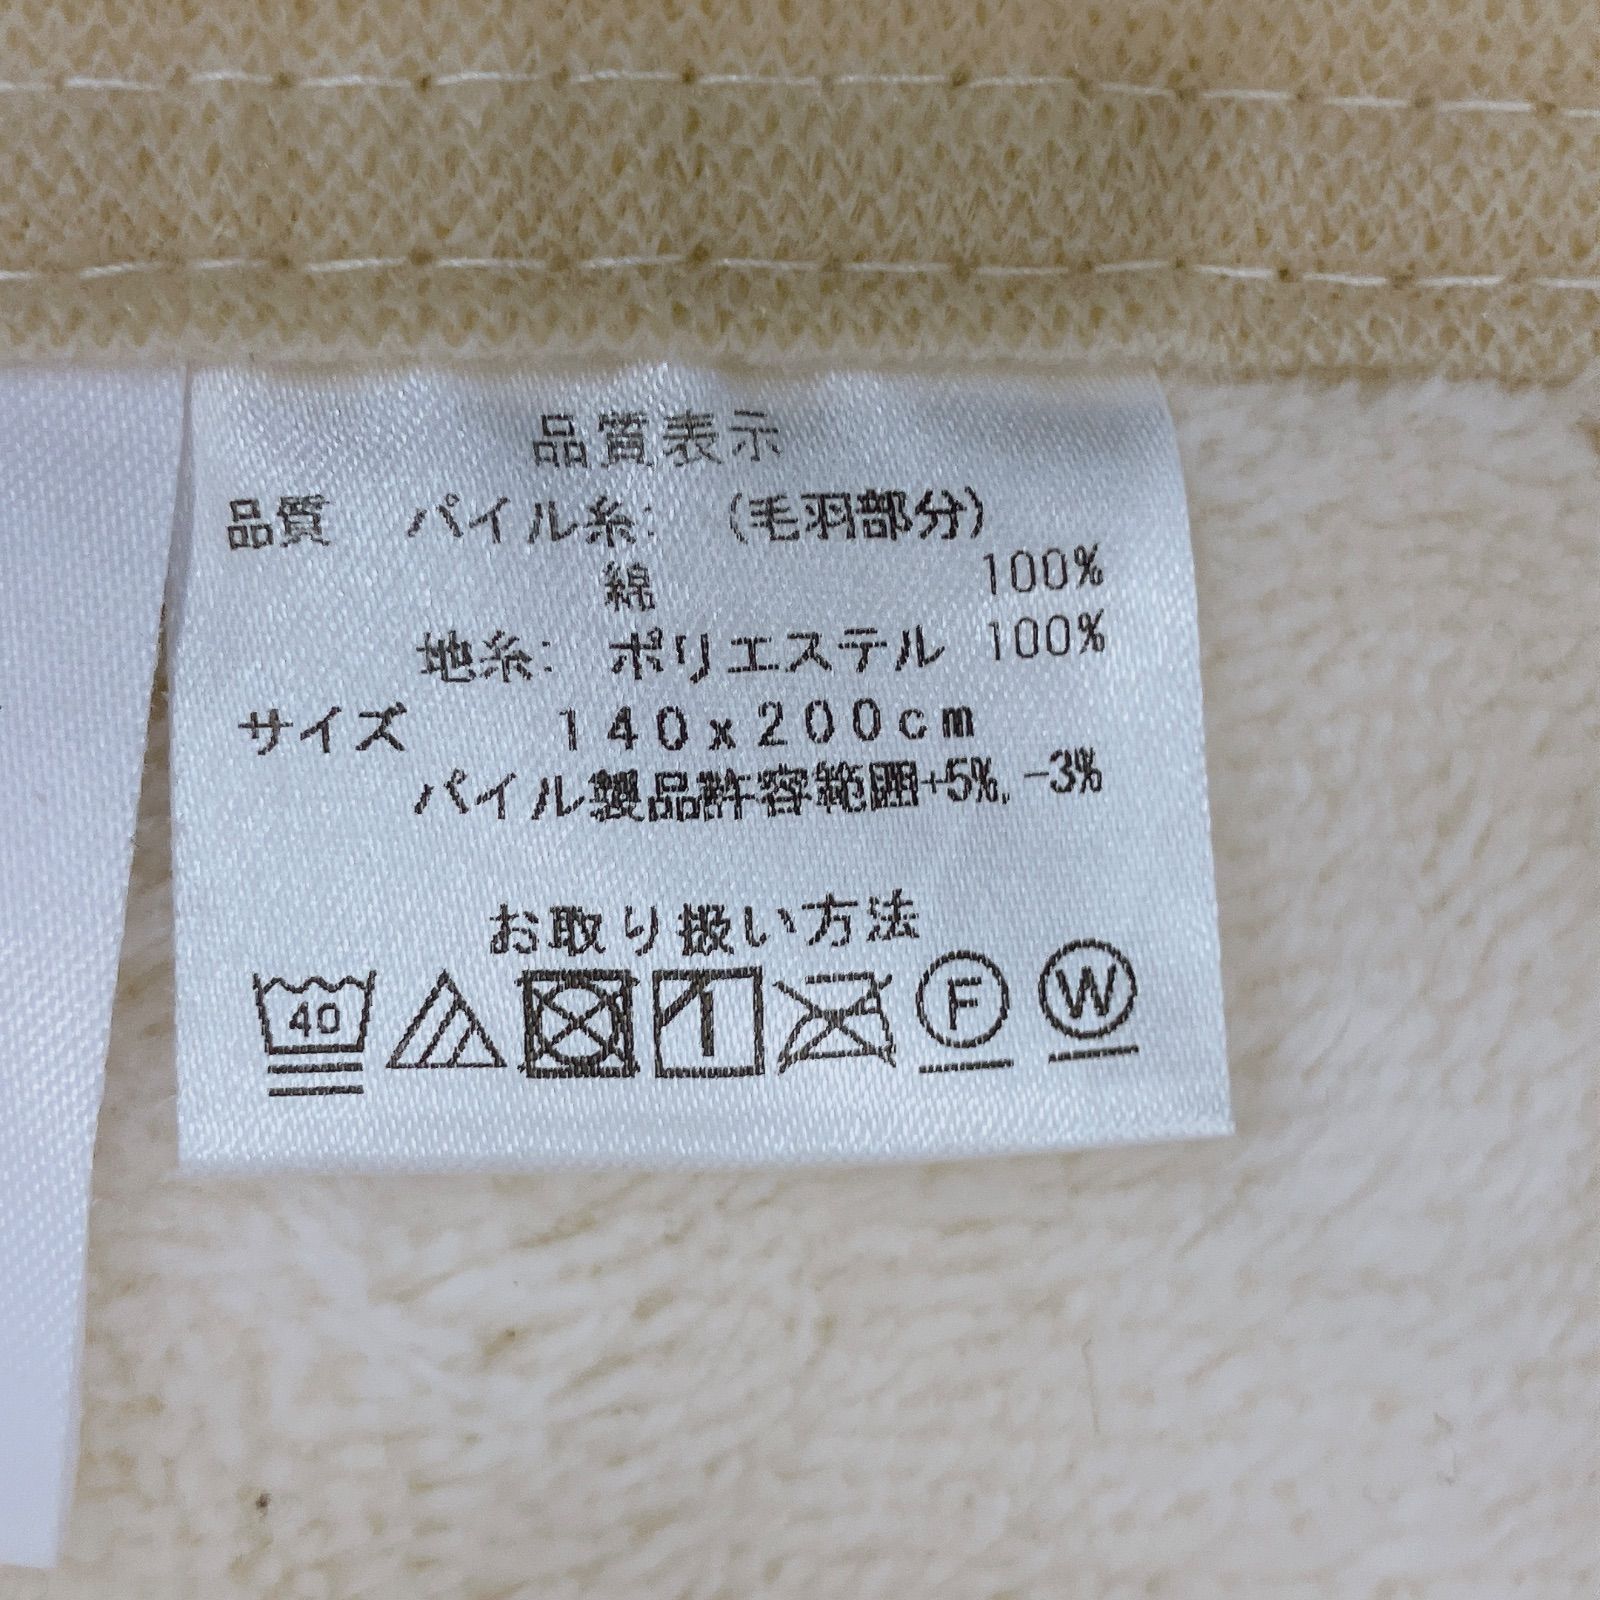 品質表示
品質 パイル糸: (毛羽部分)
綿 100%
地糸: ポリエステル 100%
サイズ 140x200cm
パイル製品許容範囲+5%, -3%
お取り扱い方法
40 F W